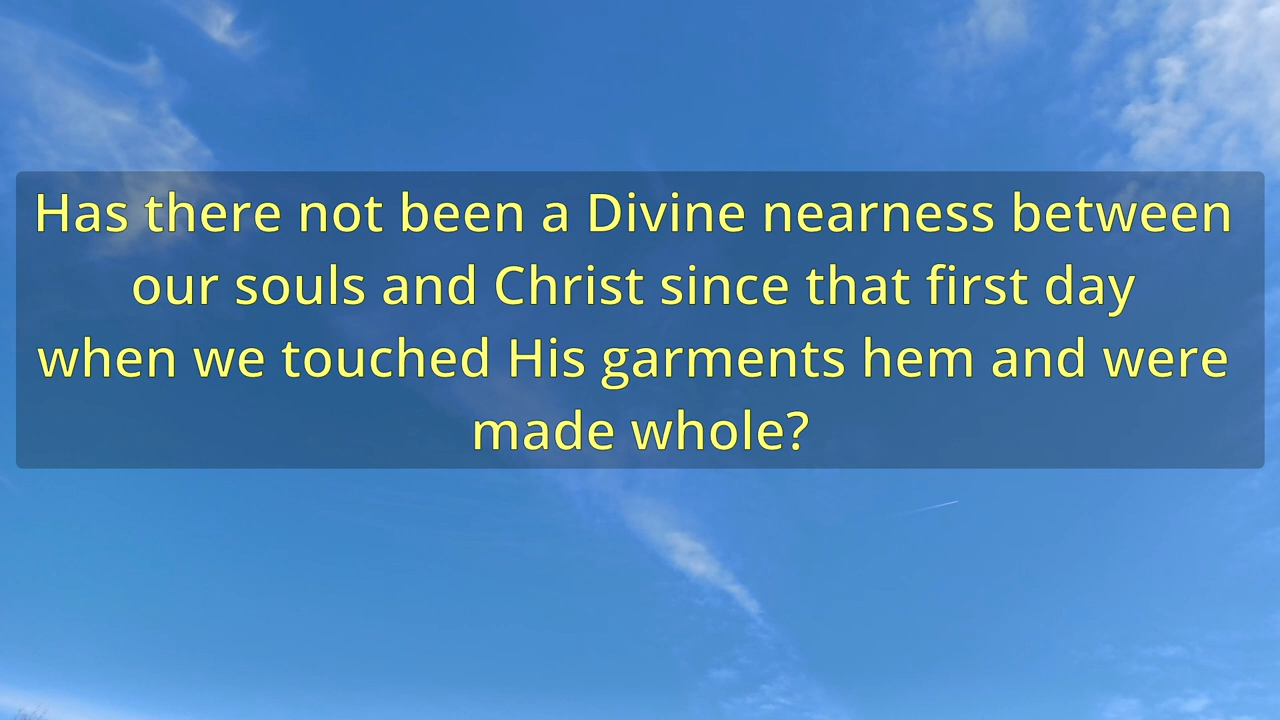 Has there not been a Divine nearness between
our souls and Christ since that first day
when we touched His garments hem and were
made whole?